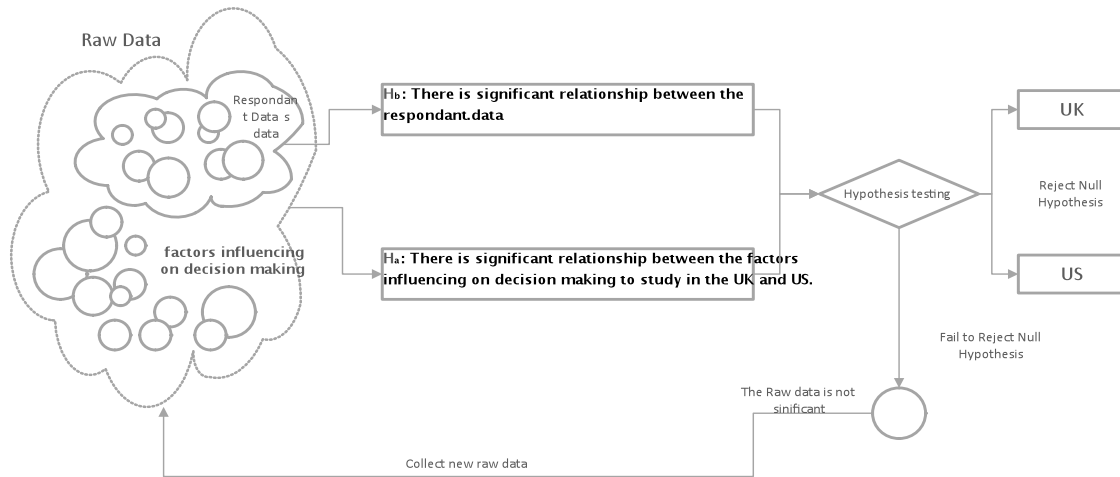 Raw Data
Respondan
t Data s
data
factors influencing
on decision making
Hb: There is significant relationship between the
respondant.data
Ha: There is significant relationship between the factors
influencing on decision making to study in the UK and US.
Hypothesis testing
UK
Reject Null
Hypothesis
US
Fail to Reject Null
Hypothesis
The Raw data is not
sinificant
Collect new raw data